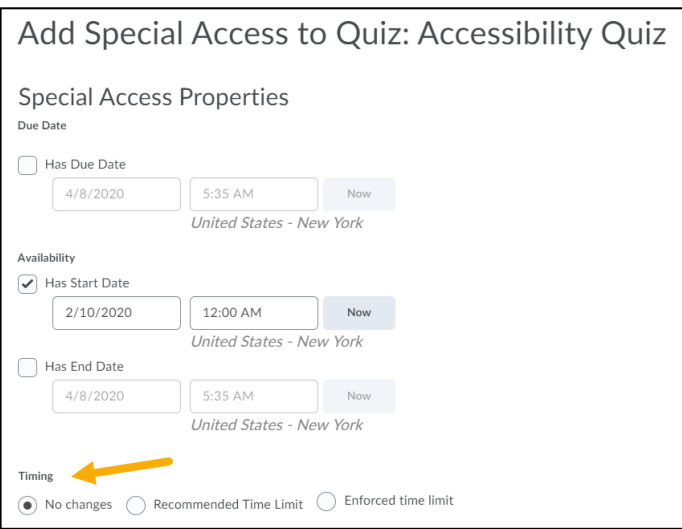 Add Special Access to Quiz: Accessibility Quiz
Special Access Properties
Due Date
Has Due Date
4/8/2020 5:35 AM Now
United States - New York
Availability
Has Start Date
2/10/2020 12:00 AM Now
United States - New York
Has End Date
4/8/2020 5:35 AM Now
United States - New York
Timing
No changes Recommended Time Limit Enforced time limit